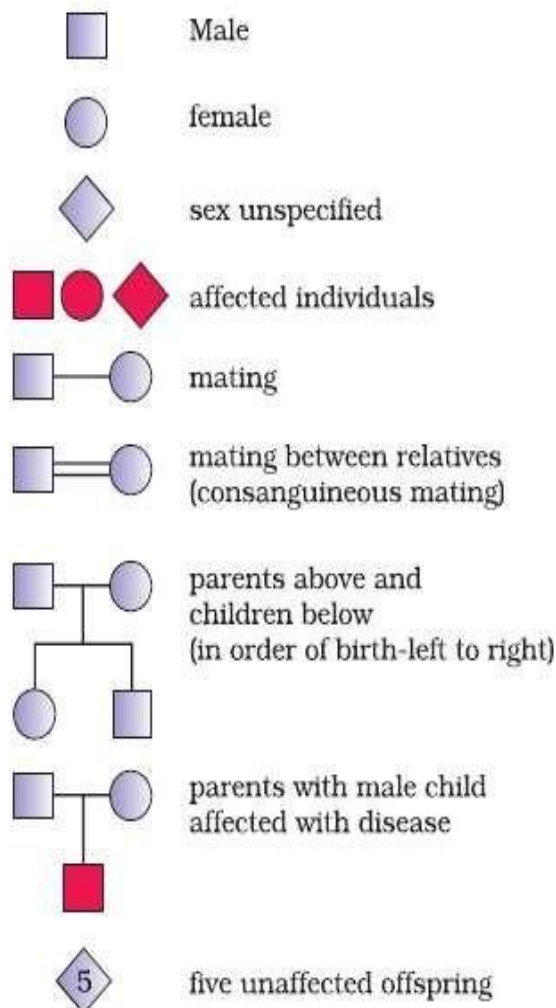 Male
female
sex unspecified
affected individuals
mating
mating between relatives
(consanguineous mating)
parents above and
children below
(in order of birth-left to right)
parents with male child
affected with disease
5
five unaffected offspring